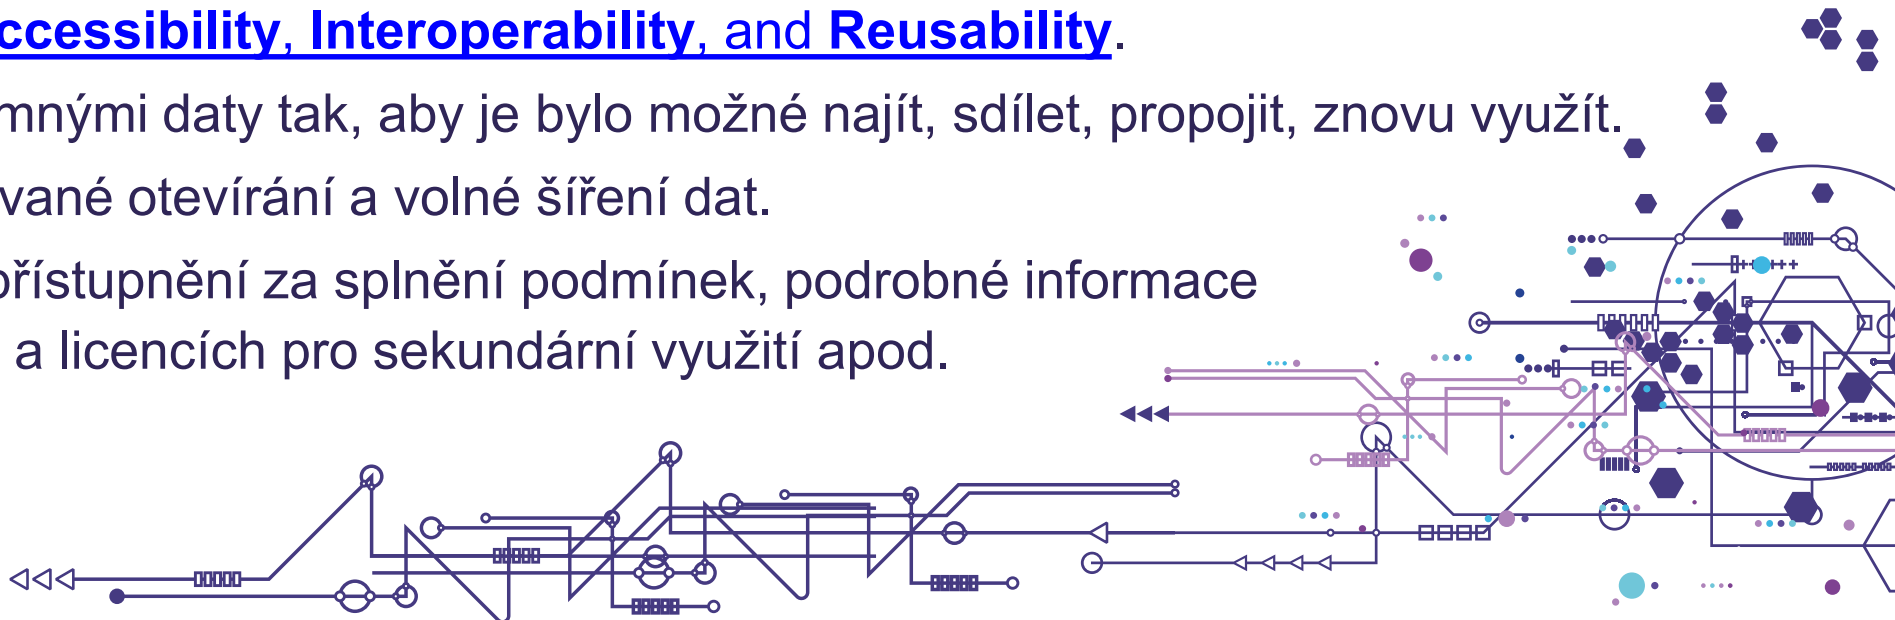 ccessibility, Interoperability, and Reusability.
mnými daty tak, aby je bylo možné najít, sdílet, propojit, znovu využít.
vané otevírání a volné šíření dat.
přístupnění za splnění podmínek, podrobné informace
a licencích pro sekundární využití apod.